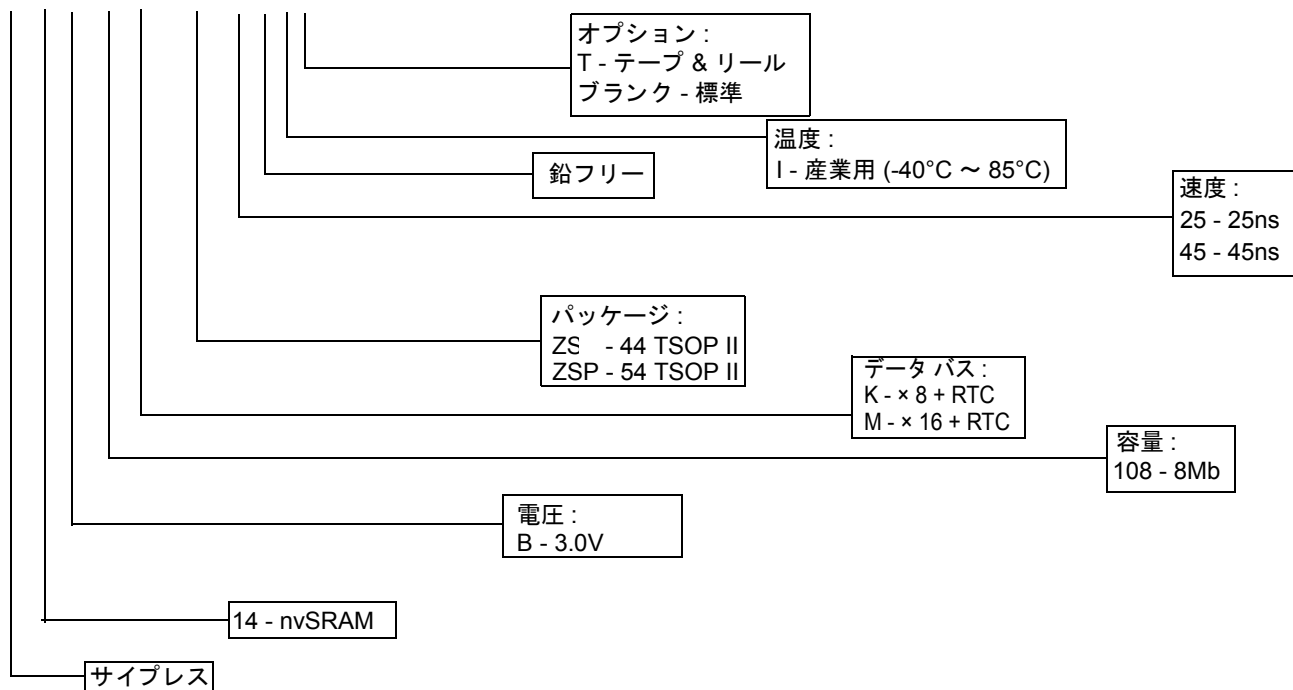 オプション :
T - テープ & リール
ブランク - 標準
温度 :
I - 産業用 (-40°C ～ 85°C)
鉛フリー
速度 :
25 - 25ns
45 - 45ns
パッケージ :
ZS - 44 TSOP II
ZSP - 54 TSOP II
データ バス :
K - × 8 + RTC
M - × 16 + RTC
容量 :
108 - 8Mb
電圧 :
B - 3.0V
14 - nvSRAM
サイプレス